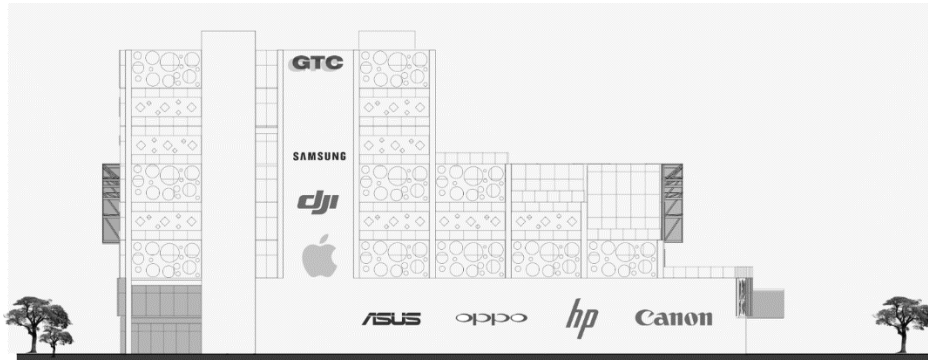 GTC
SAMSUNG
dji
ASUS
oppo
hp
Canon